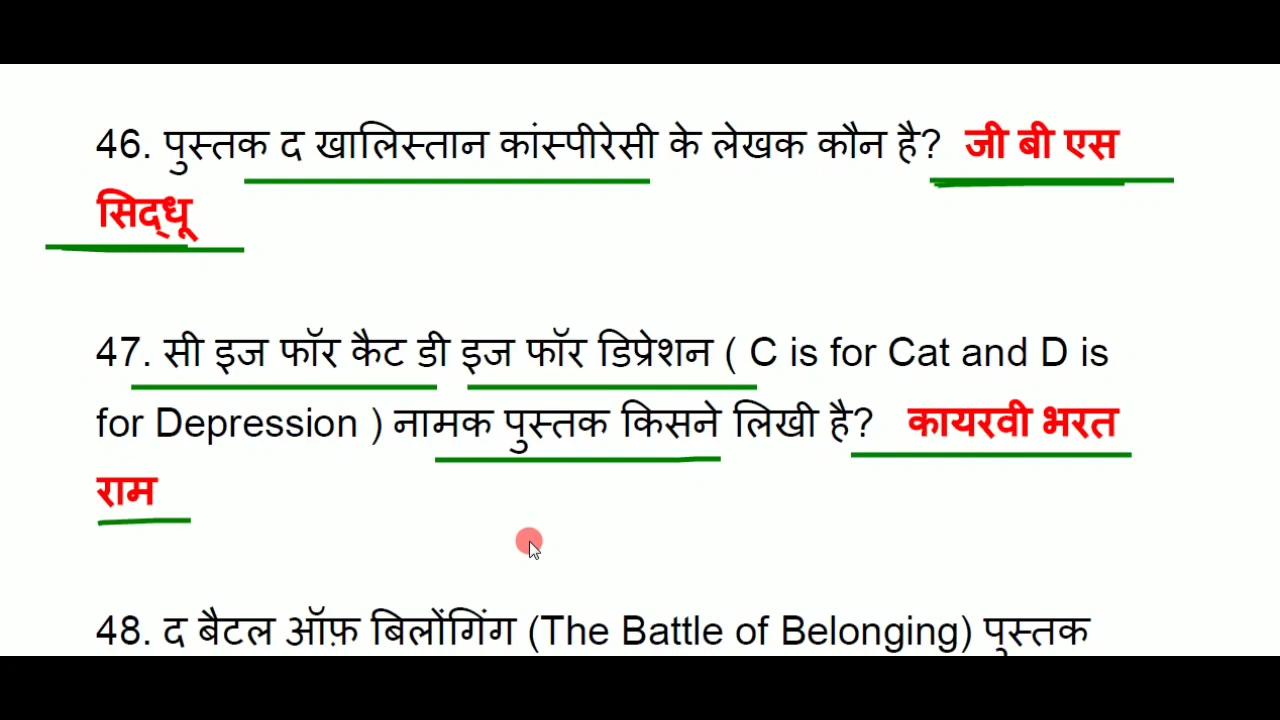 46. पुस्तक द खालिस्तान कांस्पीरेसी के लेखक कौन है? जी बी एस
सिद्धू
47. सी इज फॉर कैट डी इज फॉर डिप्रेशन ( C is for Cat and D is
for Depression ) नामक पुस्तक किसने लिखी है? कायरवी भरत
राम
48. द बैटल ऑफ़ बिलोंगिंग (The Battle of Belonging) पुस्तक